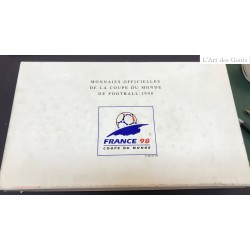 L'Art des Gents
MONNAIES OFFICIELLES
DE LA COUPE DU MONDE
DE FOOTBALL 1998
FRANCE 98
COUPE DU MONDE